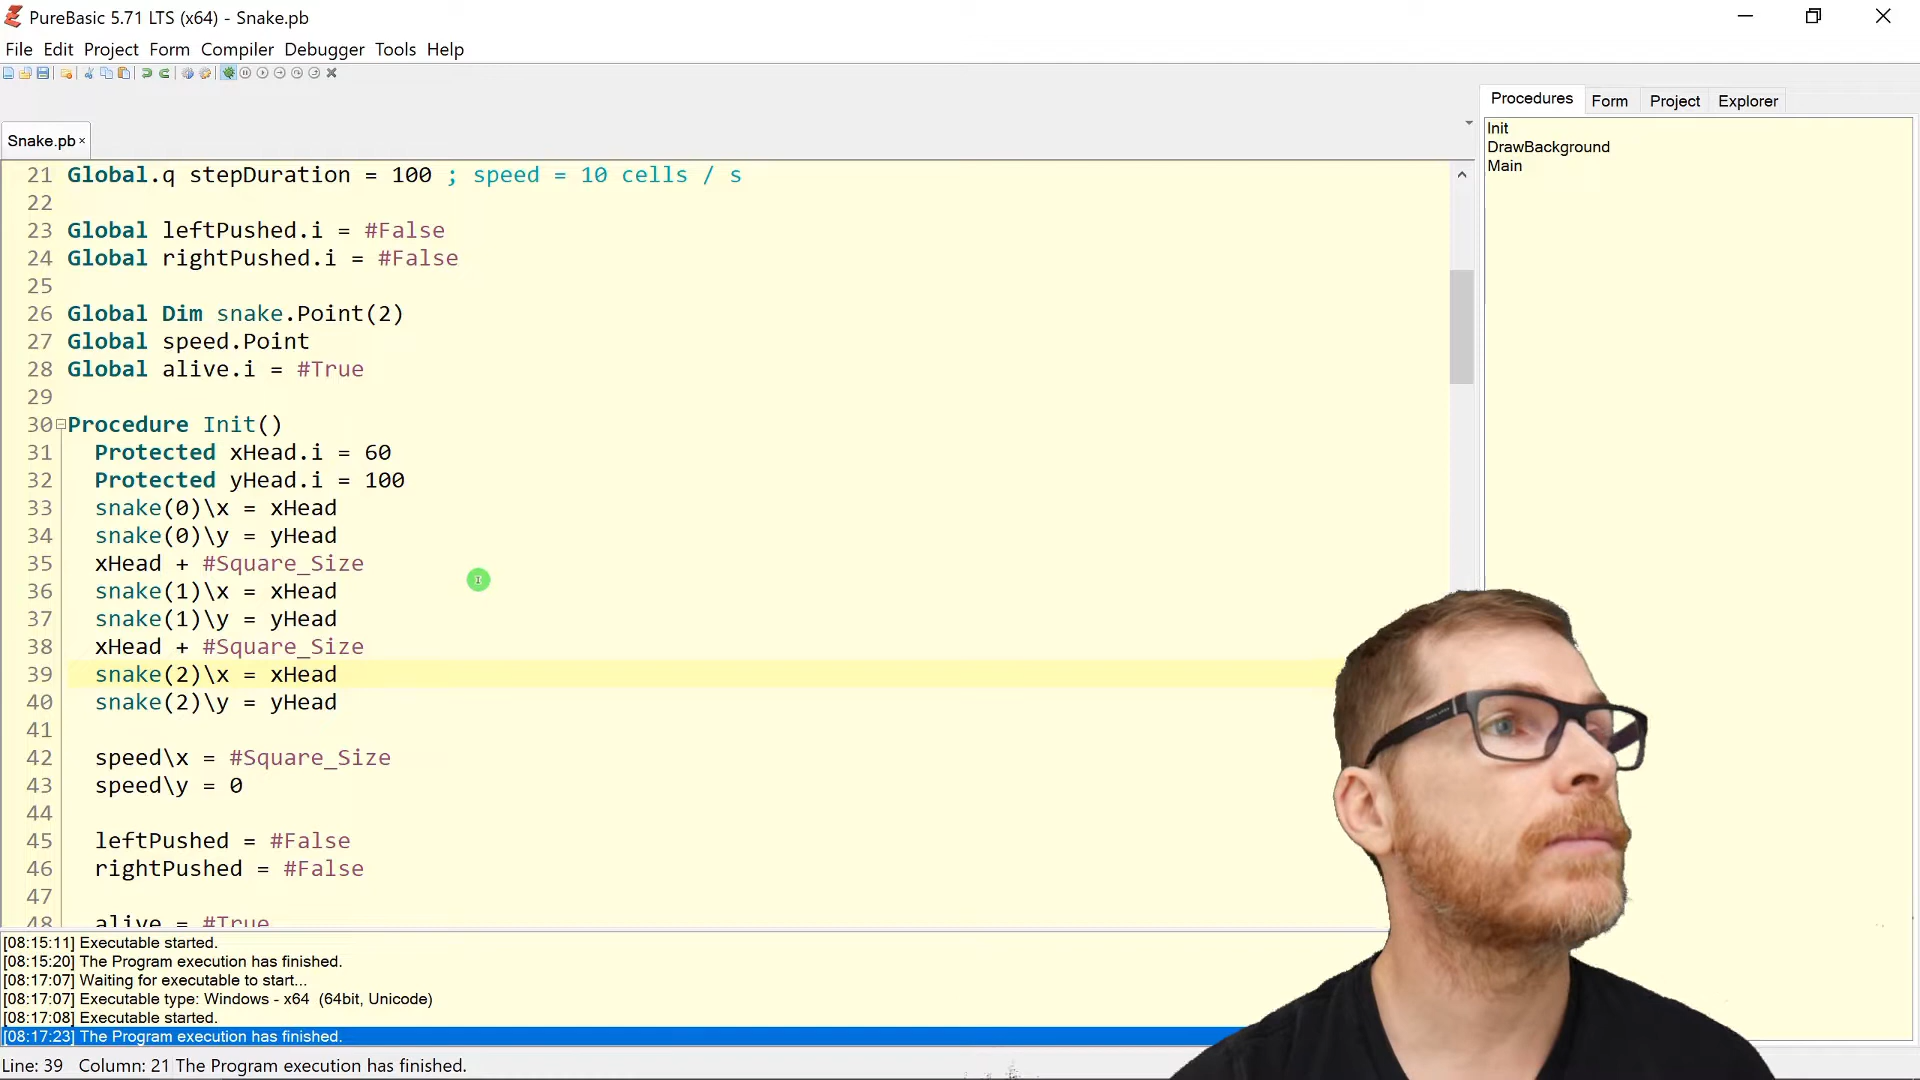 PureBasic 5.71 LTS (x64) - Snake.pb
File Edit Project Form Compiler Debugger Tools Help
Snake.pb
Procedures Form Project Explorer
Init
DrawBackground
Main
21 Global.q stepDuration = 100 ; speed = 10 cells / s
22
23 Global leftPushed.i = #False
24 Global rightPushed.i = #False
25
26 Global Dim snake.Point(2)
27 Global speed.Point
28 Global alive.i = #True
29
30 Procedure Init()
31 Protected xHead.i = 60
32 Protected yHead.i = 100
33 snake(0)\x = xHead
34 snake(0)\y = yHead
35 xHead + #Square_Size
36 snake(1)\x = xHead
37 snake(1)\y = yHead
38 xHead + #Square_Size
39 snake(2)\x = xHead
40 snake(2)\y = yHead
41
42 speed\x = #Square_Size
43 speed\y = 0
44
45 leftPushed = #False
46 rightPushed = #False
47
48 alive = #True
[08:15:11] Executable started.
[08:15:20] The Program execution has finished.
[08:17:07] Waiting for executable to start...
[08:17:07] Executable type: Windows - x64 (64bit, Unicode)
[08:17:08] Executable started.
[08:17:23] The Program execution has finished.
Line: 39 Column: 21 The Program execution has finished.